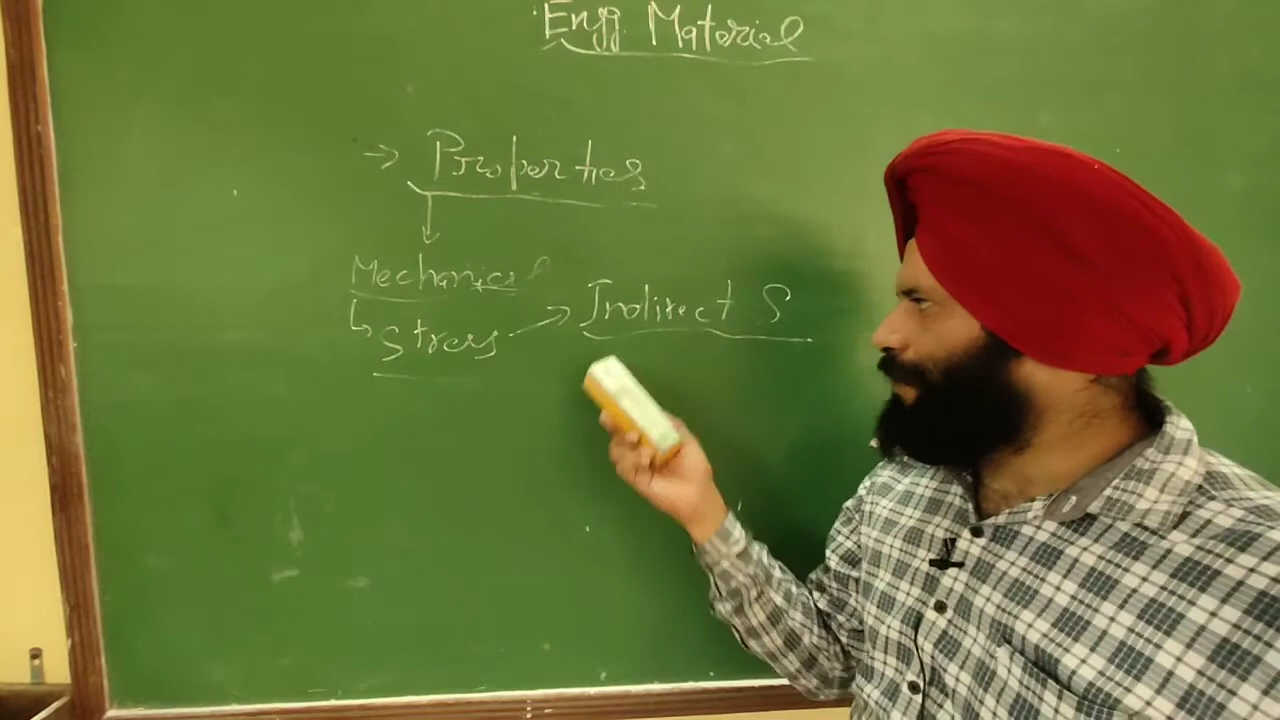 Engg. Material
→ Properties
Mechanical
Stress → Indirect S